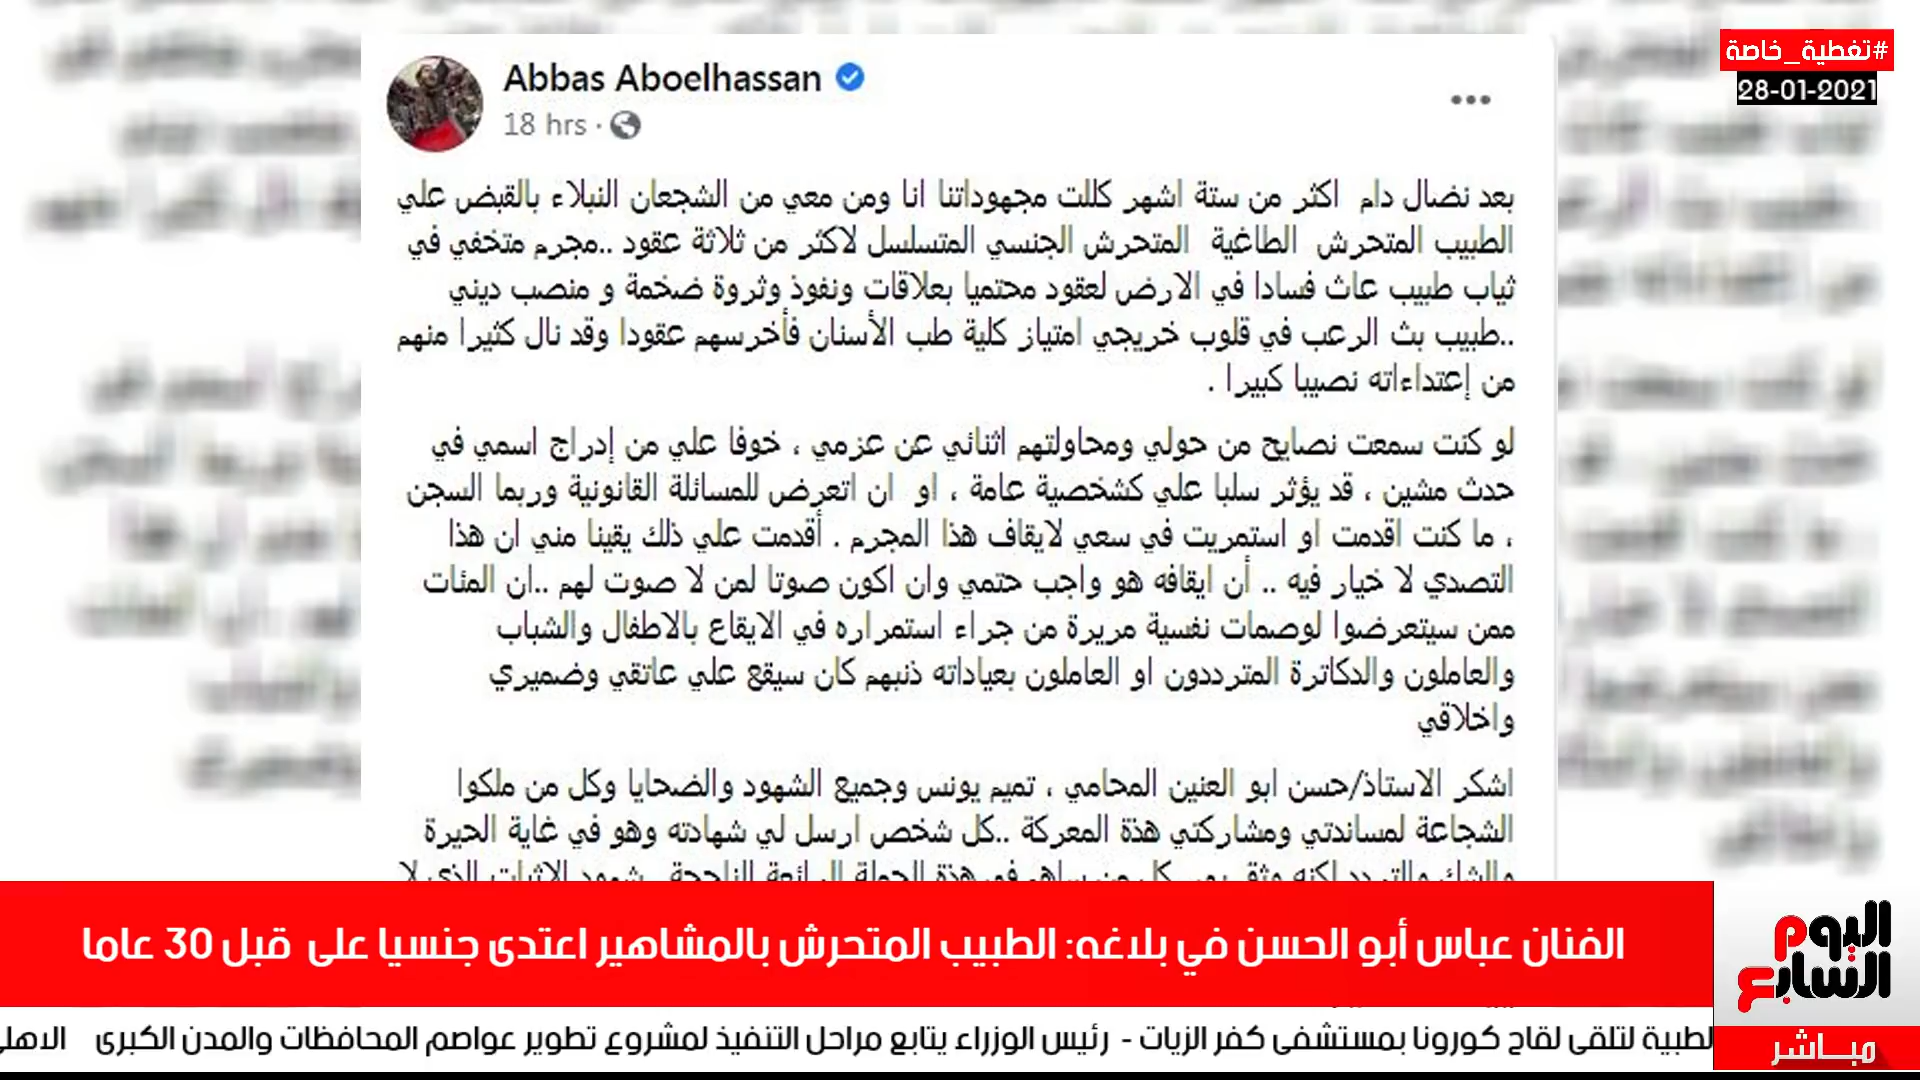 #تغطية_خاصة
28-01-2021
Abbas Aboelhassan
18 hrs ·
بعد نضال دام اكثر من ستة اشهر كللت مجهوداتنا انا ومن معي من الشجعان النبلاء بالقبض علي
الطبيب المتحرش الطاغية المتحرش الجنسي المتسلسل لاكثر من ثلاثة عقود ..مجرم متخفي في
ثياب طبيب عاث فسادا في الارض لعقود محتميا بعلاقات ونفوذ وثروة ضخمة و منصب ديني
..طبيب بث الرعب في قلوب خريجي امتياز كلية طب الأسنان فأخرسهم عقودا وقد نال كثيرا منهم
من إعتداءاته نصيبا كبيرا .
لو كنت سمعت نصايح من حولي ومحاولتهم اثنائي عن عزمي ، خوفا علي من إدراج اسمي في
حدث مشين ، قد يؤثر سلبا علي كشخصية عامة ، او ان اتعرض للمسائلة القانونية وربما السجن
، ما كنت اقدمت او استمريت في سعي لايقاف هذا المجرم . أقدمت علي ذلك يقينا مني ان هذا
التصدي لا خيار فيه .. أن ايقافه هو واجب حتمي وان اكون صوتا لمن لا صوت لهم ..ان المئات
ممن سيتعرضوا لوصمات نفسية مريرة من جراء استمراره في الايقاع بالاطفال والشباب
والعاملون والدكاترة المترددون او العاملون بعياداته ذنبهم كان سيقع علي عاتقي وضميري
واخلاقي
اشكر الاستاذ/حسن ابو العنين المحامي ، تميم يونس وجميع الشهود والضحايا وكل من ملكوا
الشجاعة لمساندتي ومشاركتي هذة المعركة ..كل شخص ارسل لي شهادته وهو في غاية الحيرة
الفنان عباس أبو الحسن في بلاغه: الطبيب المتحرش بالمشاهير اعتدى جنسيا على قبل 30 عاما
اليوم السابع
لطبية لتلقى لقاح كورونا بمستشفى كفر الزيات - رئيس الوزراء يتابع مراحل التنفيذ لمشروع تطوير عواصم المحافظات والمدن الكبرى
مباشر